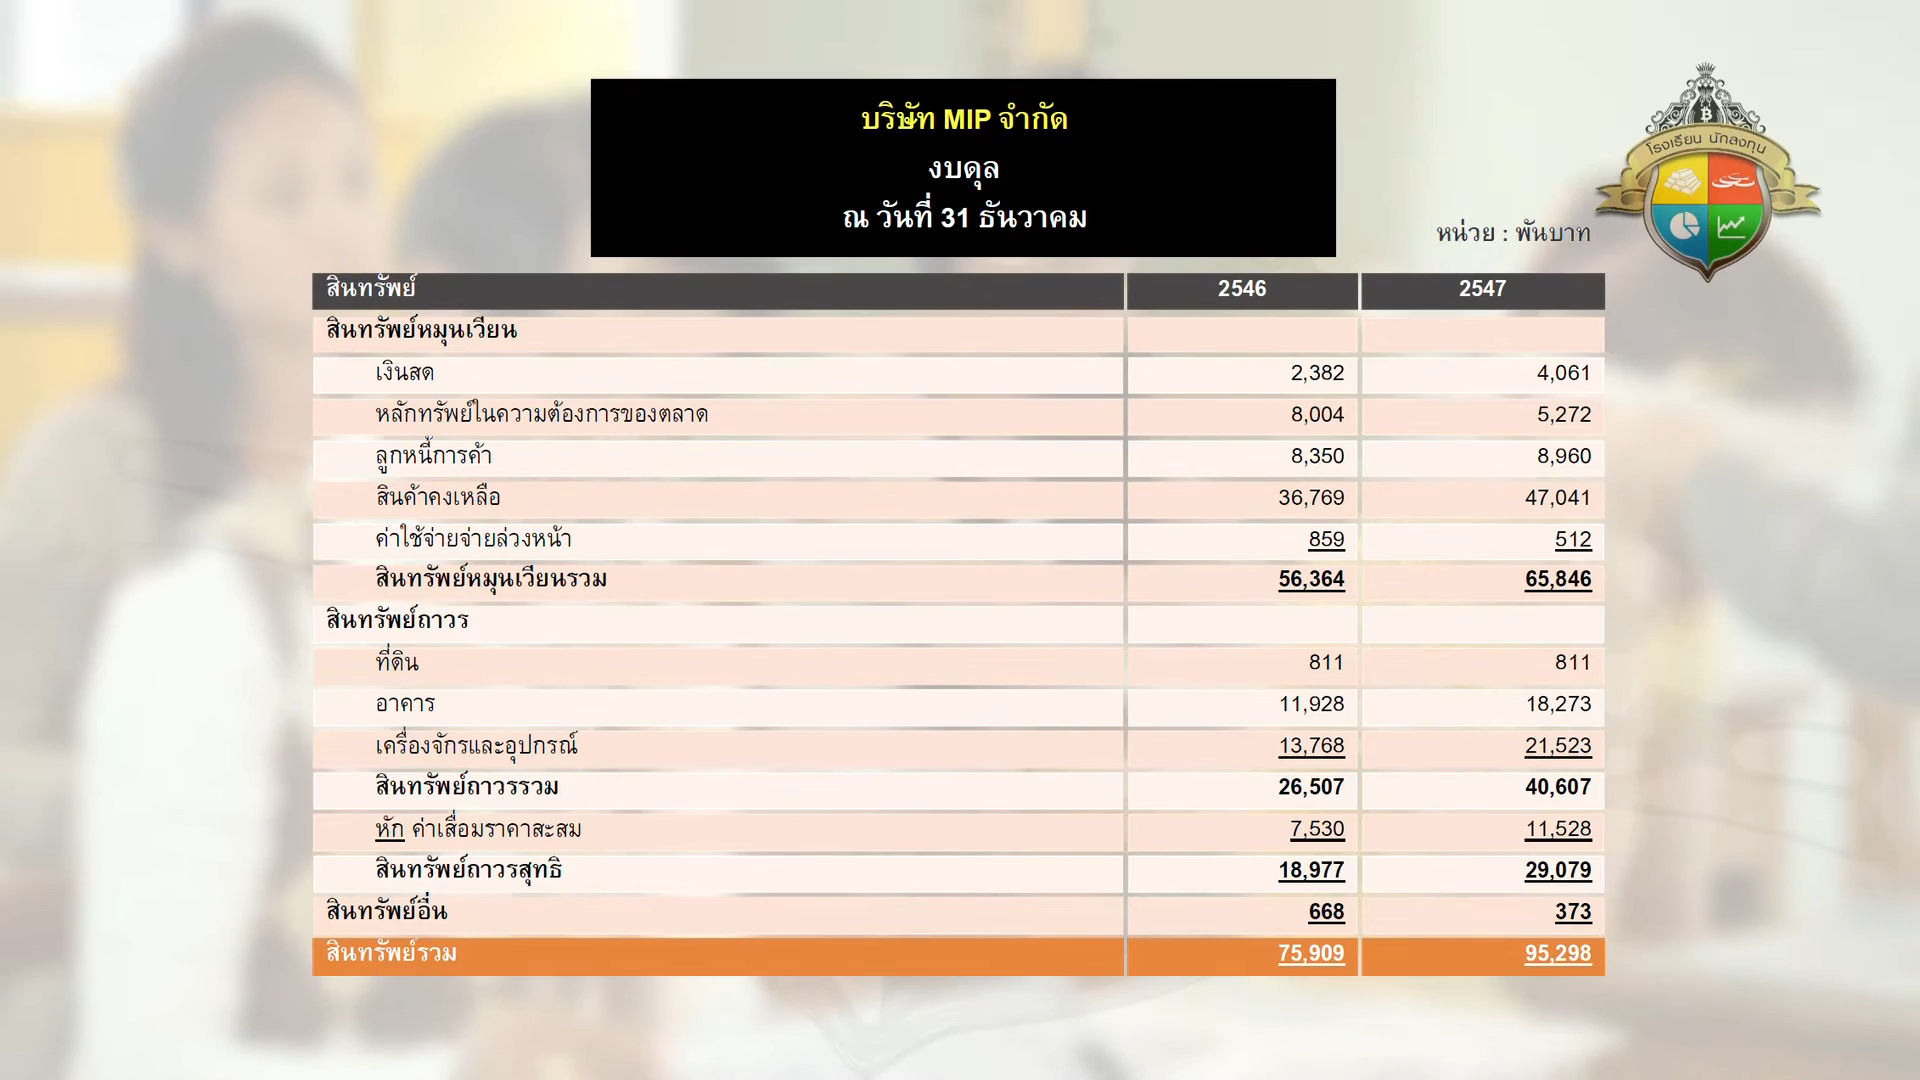 บริษัท MIP จำกัด
งบดุล
ณ วันที่ 31 ธันวาคม
หน่วย : พันบาท
โรงเรียน นักลงทุน
สินทรัพย์ 2546 2547
สินทรัพย์หมุนเวียน
เงินสด 2,382 4,061
หลักทรัพย์ในความต้องการของตลาด 8,004 5,272
ลูกหนี้การค้า 8,350 8,960
สินค้าคงเหลือ 36,769 47,041
ค่าใช้จ่ายจ่ายล่วงหน้า 859 512
สินทรัพย์หมุนเวียนรวม 56,364 65,846
สินทรัพย์ถาวร
ที่ดิน 811 811
อาคาร 11,928 18,273
เครื่องจักรและอุปกรณ์ 13,768 21,523
สินทรัพย์ถาวรรวม 26,507 40,607
หัก ค่าเสื่อมราคาสะสม 7,530 11,528
สินทรัพย์ถาวรสุทธิ 18,977 29,079
สินทรัพย์อื่น 668 373
สินทรัพย์รวม 75,909 95,298